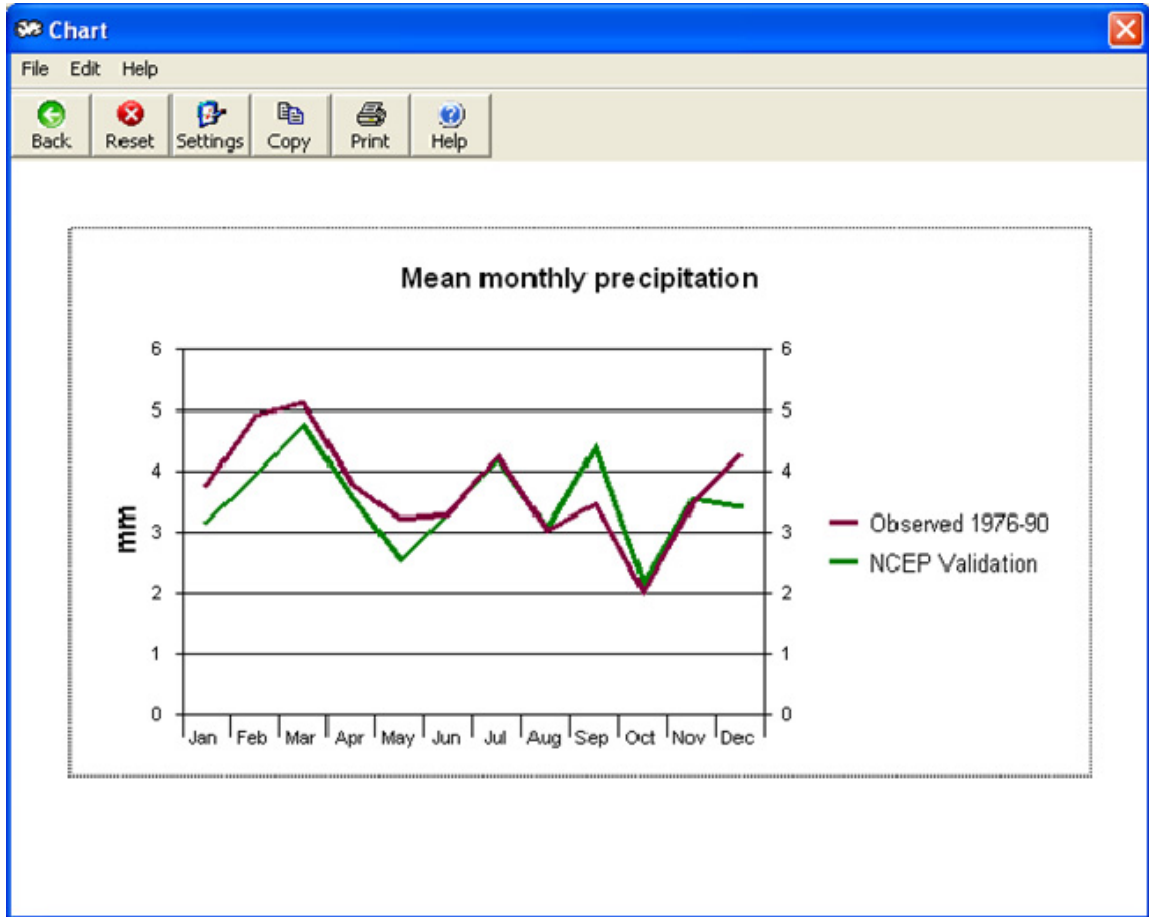 Chart
File Edit Help
Back Reset Settings Copy Print Help
Mean monthly precipitation
6 6
5 5
4 4
3 3
2 2
1 1
0 0
mm
Jan Feb Mar Apr May Jun Jul Aug Sep Oct Nov Dec
Observed 1976-90
NCEP Validation